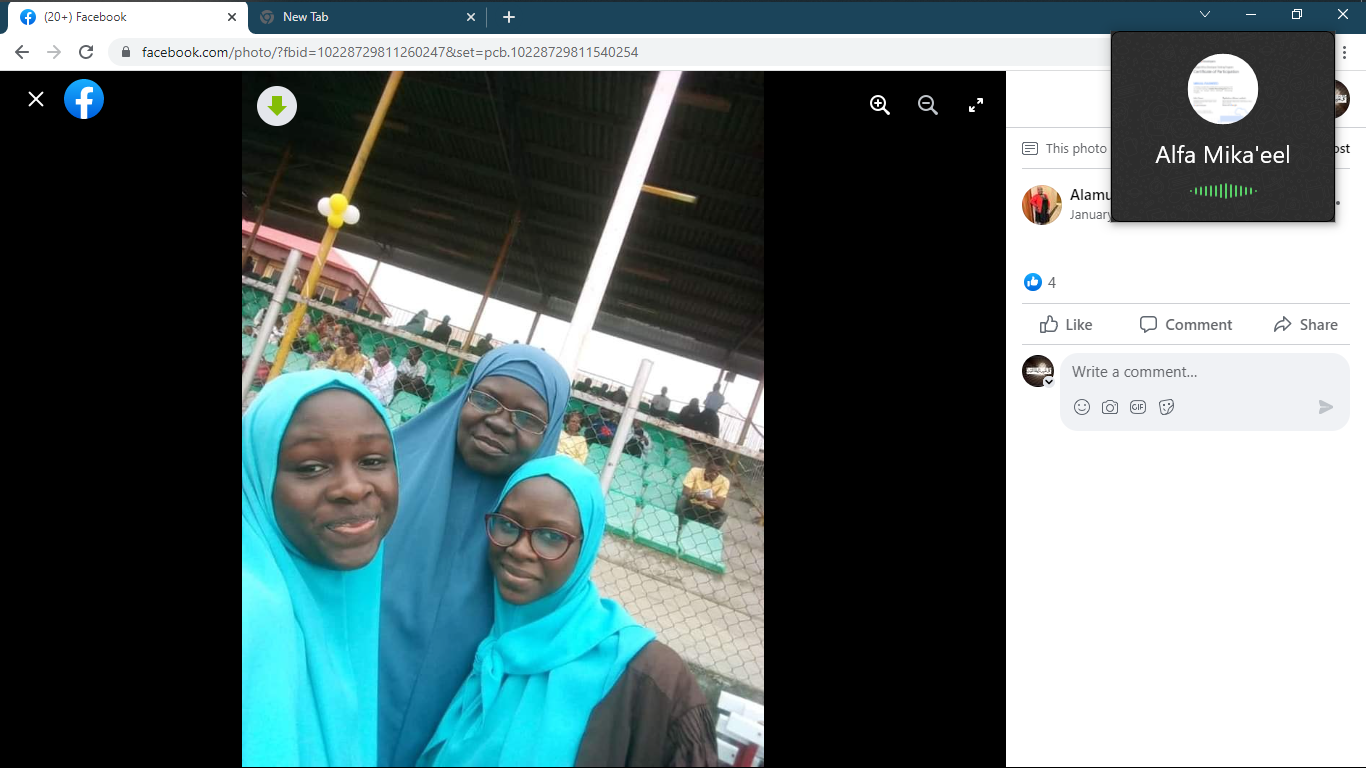 (20+) Facebook
New Tab
facebook.com/photo/?fbid=10228729811260247&set=pcb.10228729811540254
Alfa Mika'eel
This photo
ost
Alamu
January
4
Like
Comment
Share
Write a comment...
GIF